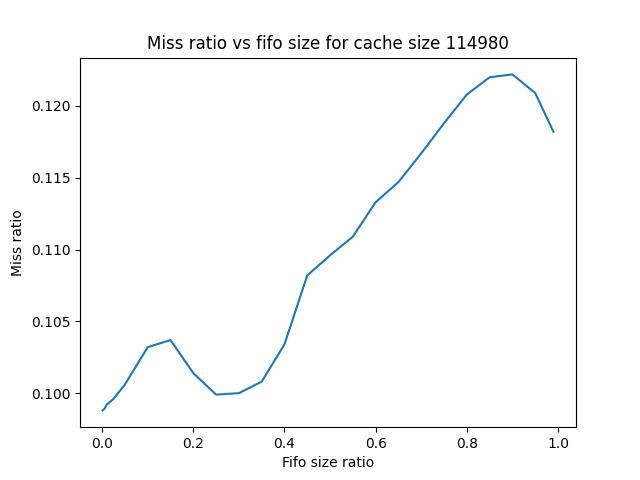 Miss ratio vs fifo size for cache size 114980
0.120
0.115
0.110
0.105
0.100
Miss ratio
0.0 0.2 0.4 0.6 0.8 1.0
Fifo size ratio